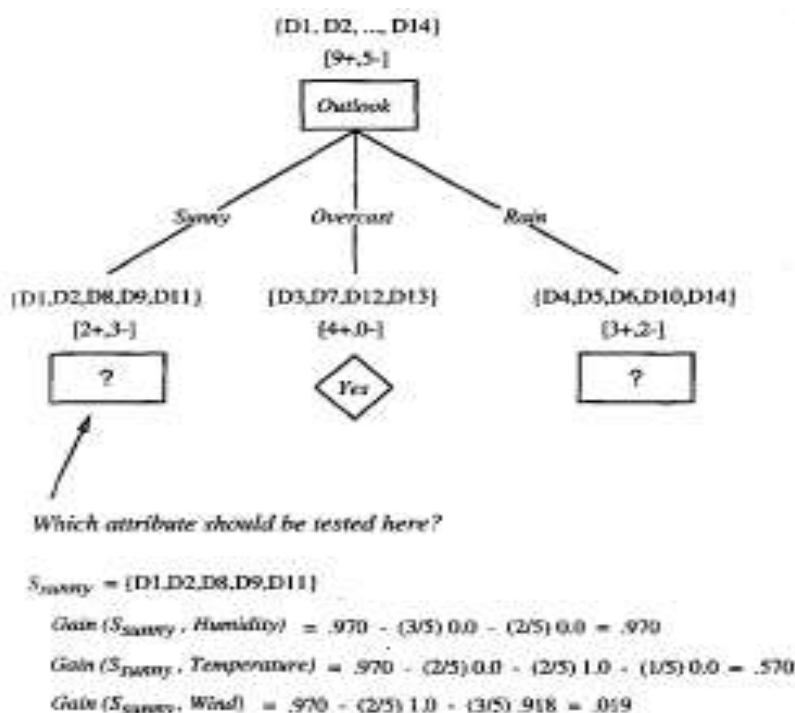 {D1, D2, ..., D14}
[9+,5-]
Outlook
Sunny Overcast Rain
{D1,D2,D8,D9,D11} {D3,D7,D12,D13} {D4,D5,D6,D10,D14}
[2+,3-] [4+,0-] [3+,2-]
? Yes ?
Which attribute should be tested here?
Ssunny = {D1,D2,D8,D9,D11}
Gain (Ssunny , Humidity) = .970 - (3/5) 0.0 - (2/5) 0.0 = .970
Gain (Ssunny , Temperature) = .970 - (2/5) 0.0 - (2/5) 1.0 - (1/5) 0.0 = .570
Gain (Ssunny , Wind) = .970 - (2/5) 1.0 - (3/5) .918 = .019